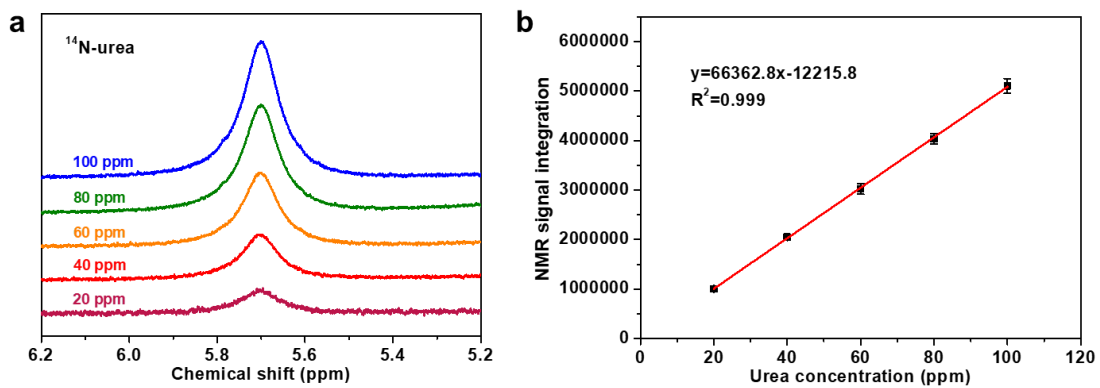 a
¹⁴N-urea
100 ppm
80 ppm
60 ppm
40 ppm
20 ppm
6.2 6.0 5.8 5.6 5.4 5.2
Chemical shift (ppm)
b
6000000
5000000
4000000
3000000
2000000
1000000
0
NMR signal integration
y=66362.8x-12215.8
R²=0.999
0 20 40 60 80 100 120
Urea concentration (ppm)